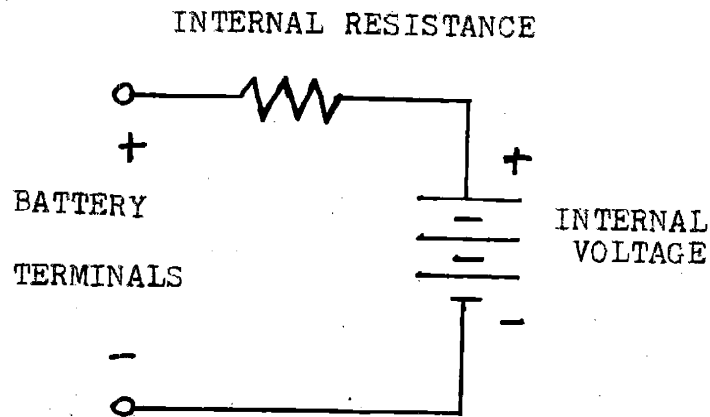 INTERNAL RESISTANCE
+
+
BATTERY
INTERNAL
VOLTAGE
TERMINALS
-
-